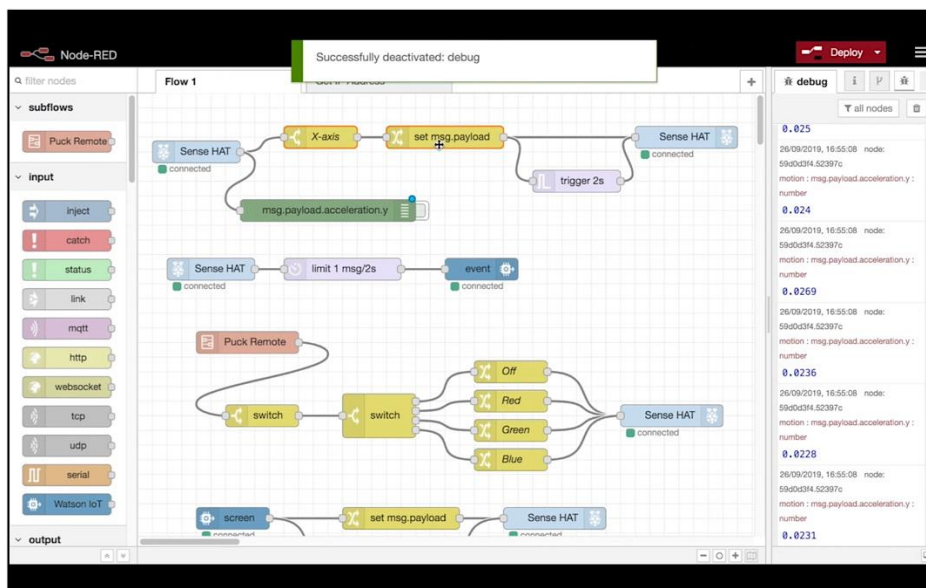 Node-RED
Successfully deactivated: debug
Deploy
filter nodes
Flow 1
debug
i
all nodes
subflows
Puck Remote
input
inject
catch
status
link
mqtt
http
websocket
tcp
udp
serial
Watson IoT
output
Sense HAT
connected
X-axis
set msg.payload
Sense HAT
connected
trigger 2s
msg.payload.acceleration.y
Sense HAT
connected
limit 1 msg/2s
event
connected
Puck Remote
switch
switch
Off
Red
Green
Blue
Sense HAT
connected
screen
connected
set msg.payload
Sense HAT
connected
0.025
26/09/2019, 16:55:08 node:
59d0d3f4.52397c
motion : msg.payload.acceleration.y :
number
0.024
26/09/2019, 16:55:08 node:
59d0d3f4.52397c
motion : msg.payload.acceleration.y :
number
0.0269
26/09/2019, 16:55:08 node:
59d0d3f4.52397c
motion : msg.payload.acceleration.y :
number
0.0236
26/09/2019, 16:55:08 node:
59d0d3f4.52397c
motion : msg.payload.acceleration.y :
number
0.0228
26/09/2019, 16:55:08 node:
59d0d3f4.52397c
motion : msg.payload.acceleration.y :
number
0.0231